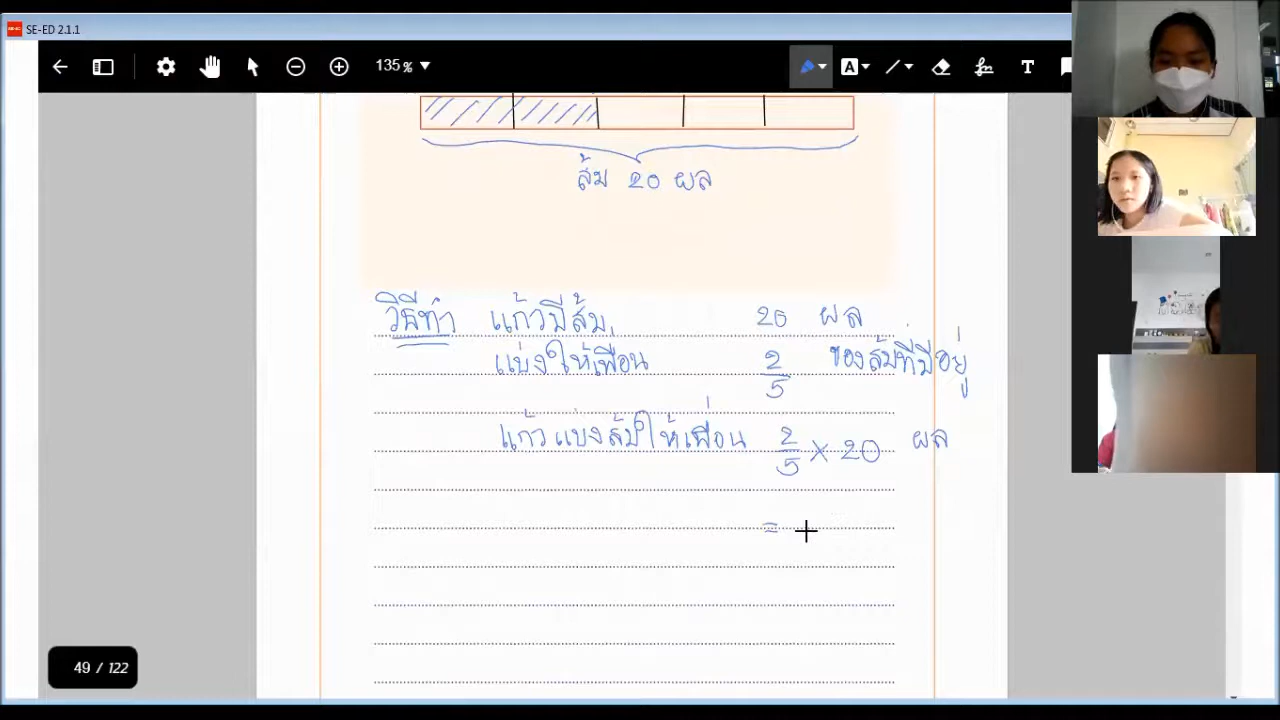 SE-ED 2.1.1
135 %
A
T
ส้ม 20 ผล
วิธีทำ แก้วมีส้ม 20 ผล
แบ่งให้เพื่อน 2/5 ของส้มที่มีอยู่
แก้วแบ่งส้มให้เพื่อน 2/5 × 20 ผล
=
49 / 122